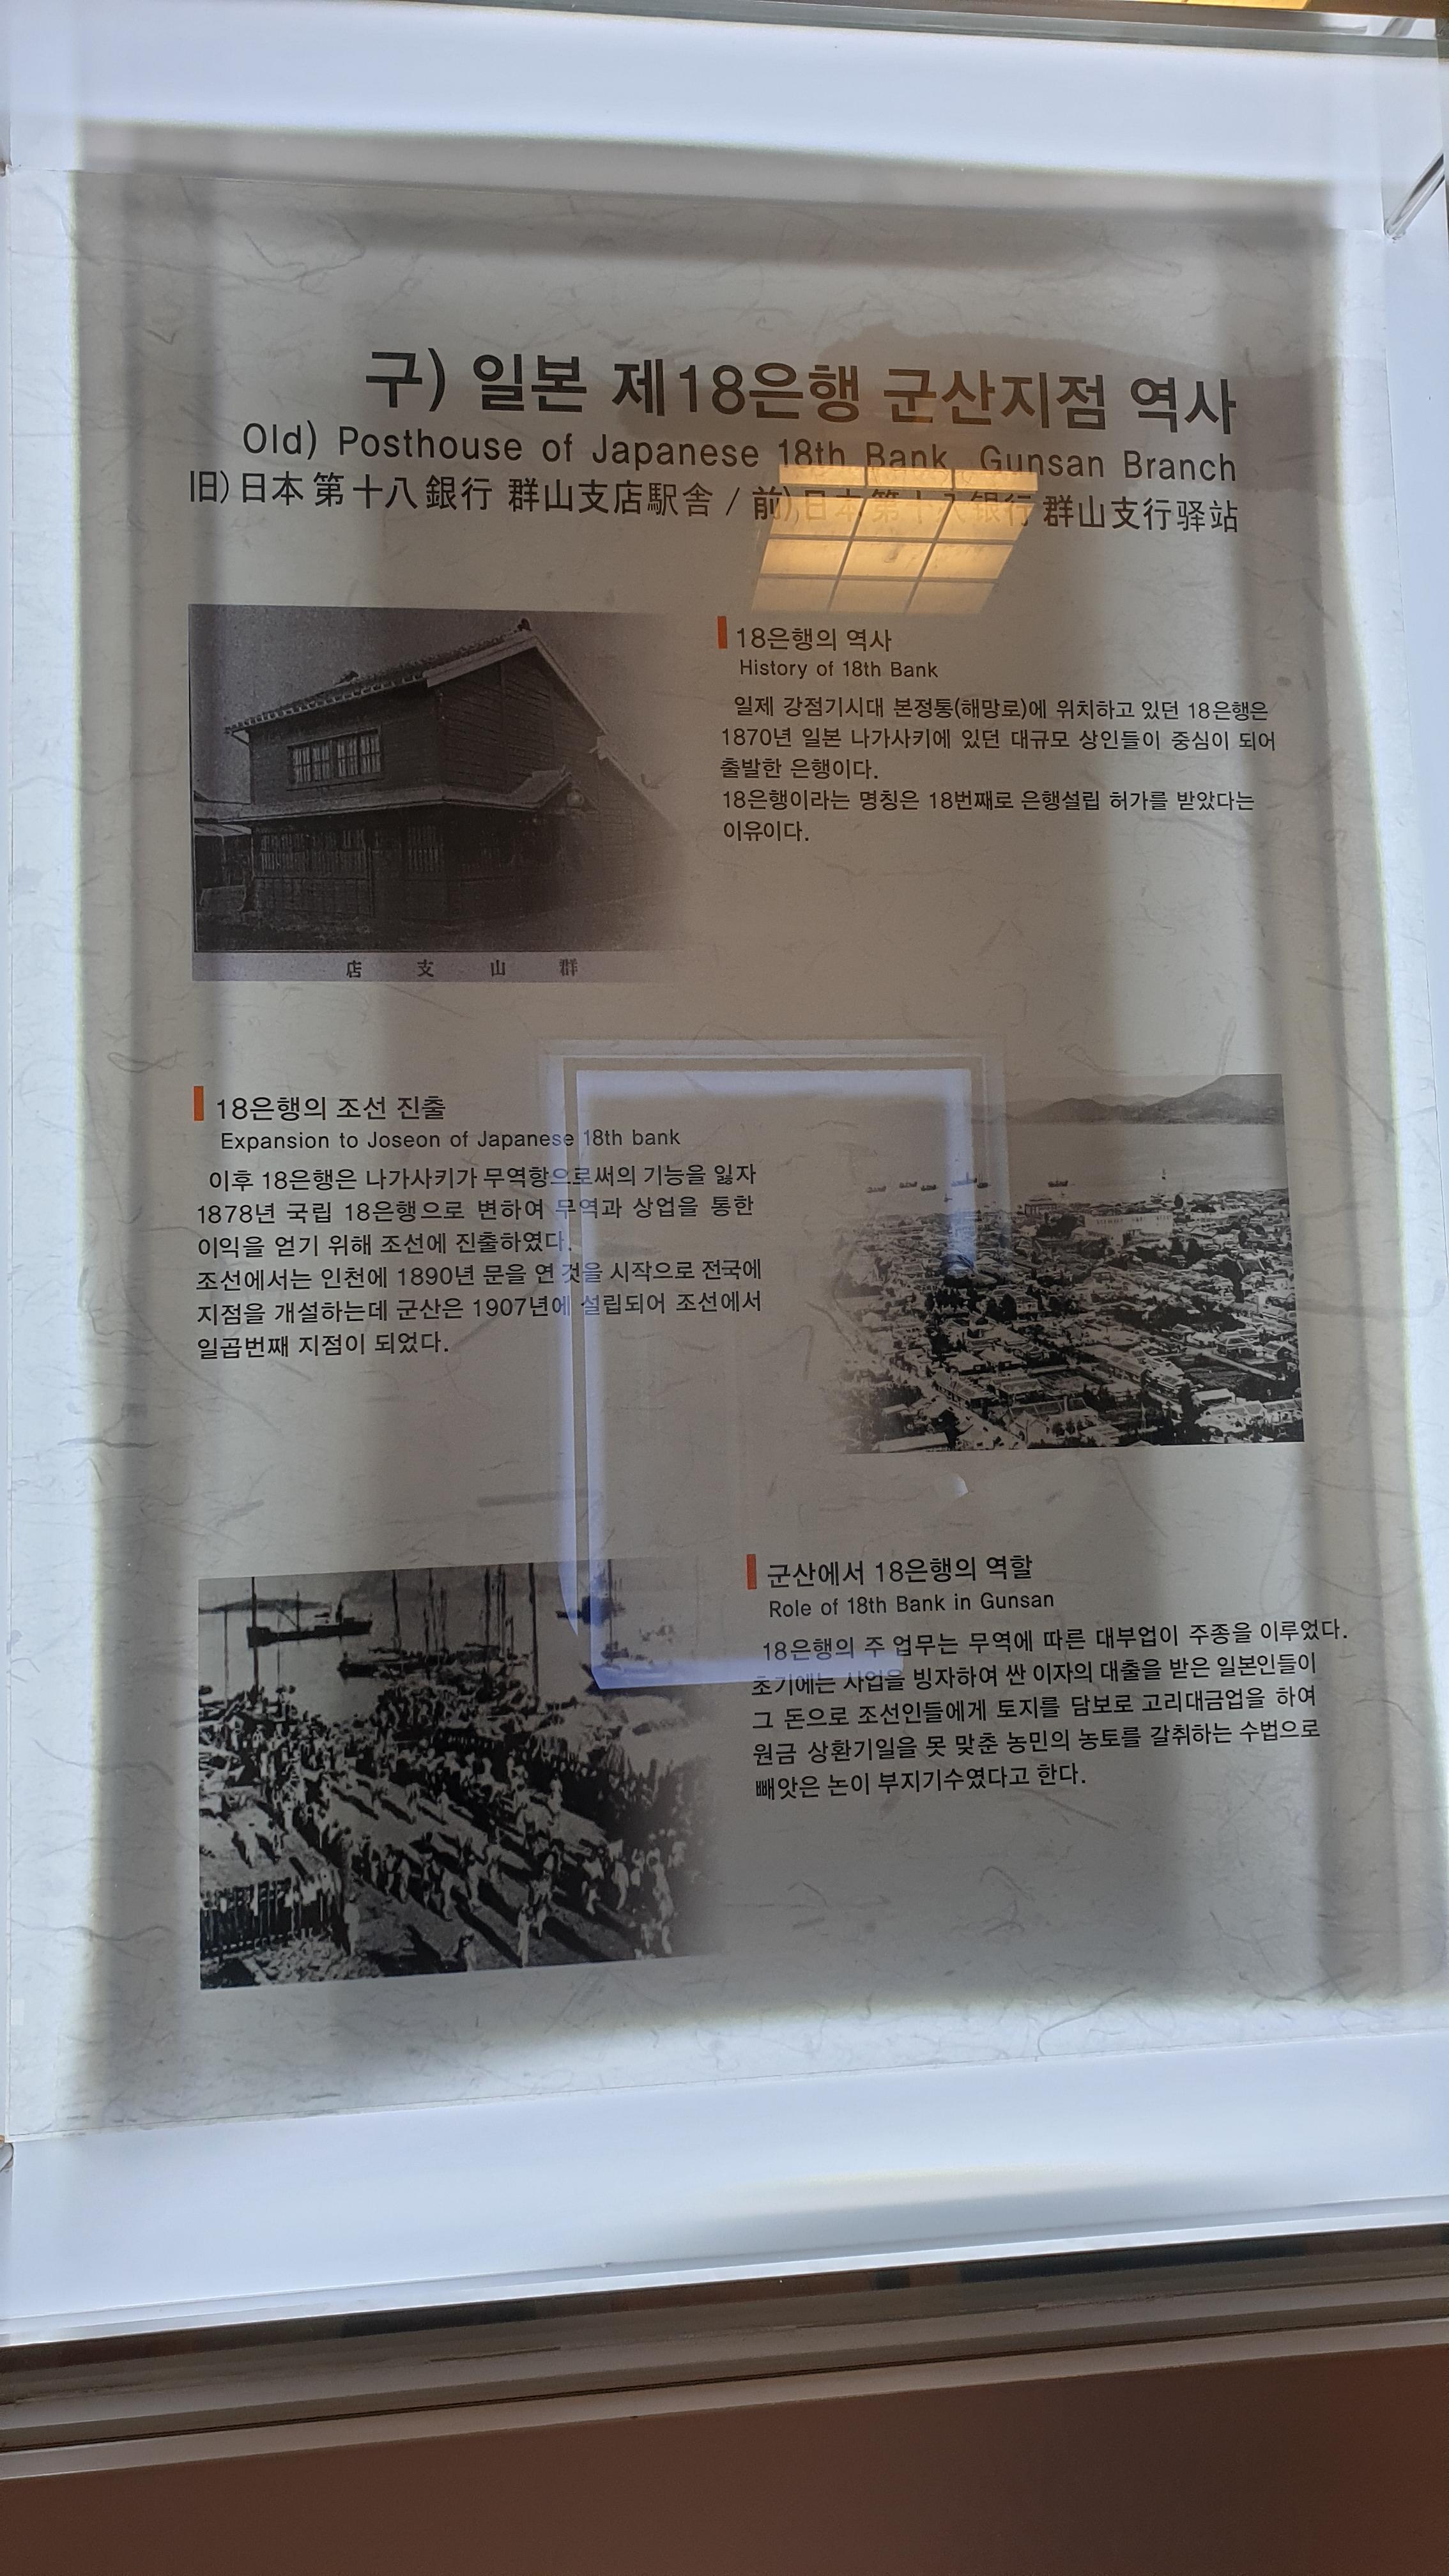 구) 일본 제18은행 군산지점 역사
Old) Posthouse of Japanese 18th Bank, Gunsan Branch
旧) 日本 第十八銀行 群山支店駅舎 / 前) 日本 第十八银行 群山支行驿站
18은행의 역사
History of 18th Bank
일제 강점기시대 본정통(해망로)에 위치하고 있던 18은행은
1870년 일본 나가사키에 있던 대규모 상인들이 중심이 되어
출발한 은행이다.
18은행이라는 명칭은 18번째로 은행설립 허가를 받았다는
이유이다.
店 支 山 群
18은행의 조선 진출
Expansion to Joseon of Japanese 18th bank
이후 18은행은 나가사키가 무역항으로써의 기능을 잃자
1878년 국립 18은행으로 변하여 무역과 상업을 통한
이익을 얻기 위해 조선에 진출하였다.
조선에서는 인천에 1890년 문을 연 것을 시작으로 전국에
지점을 개설하는데 군산은 1907년에 설립되어 조선에서
일곱번째 지점이 되었다.
군산에서 18은행의 역할
Role of 18th Bank in Gunsan
18은행의 주 업무는 무역에 따른 대부업이 주종을 이루었다.
초기에는 사업을 빙자하여 싼 이자의 대출을 받은 일본인들이
그 돈으로 조선인들에게 토지를 담보로 고리대금업을 하여
원금 상환기일을 못 맞춘 농민의 농토를 갈취하는 수법으로
빼앗은 논이 부지기수였다고 한다.